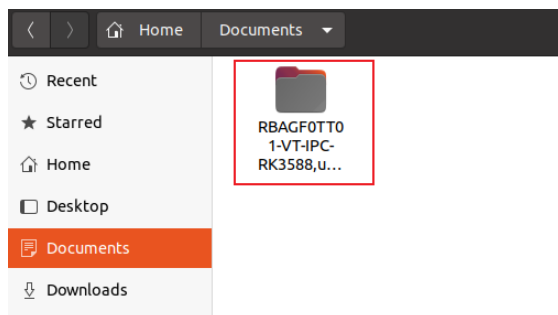 Home
Documents
Recent
Starred
Home
Desktop
Documents
Downloads
RBAGF0TT0
1-VT-IPC-
RK3588,u...